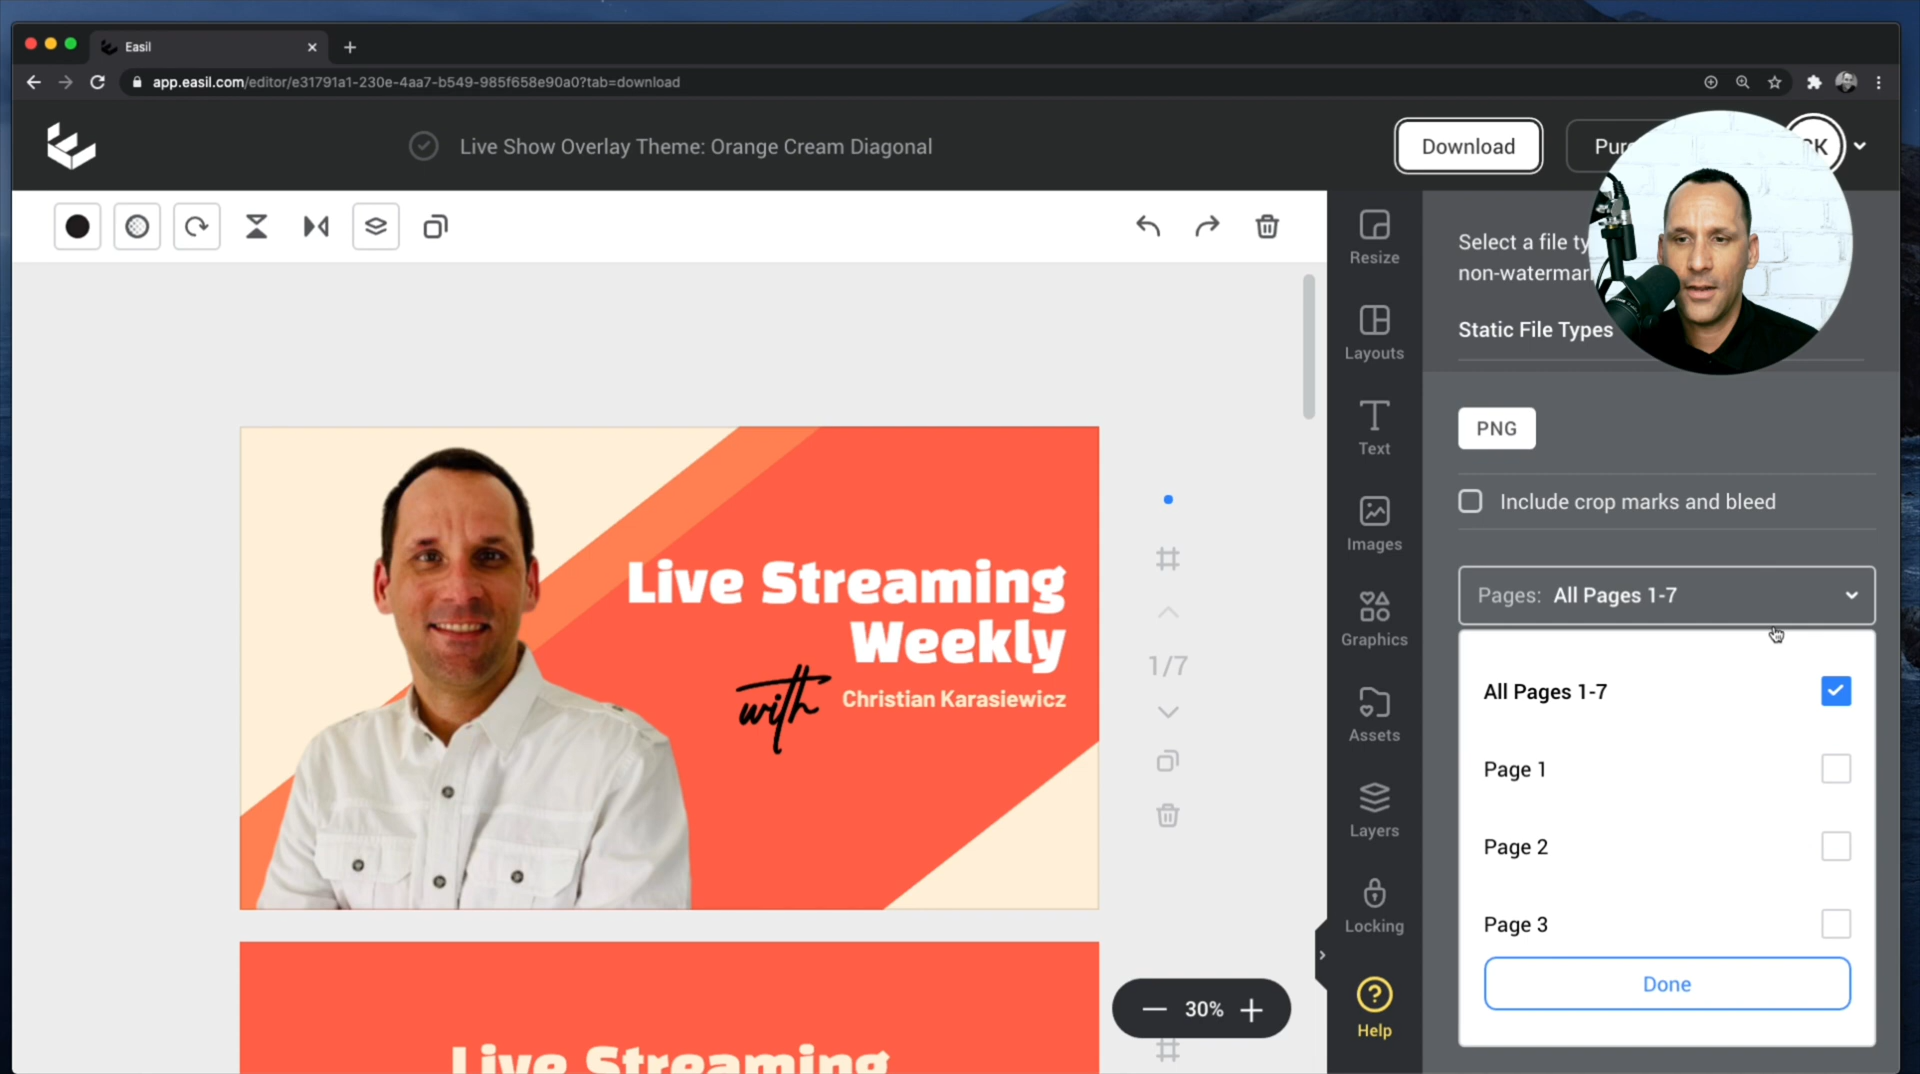 Easil
app.easil.com/editor/e31791a1-230e-4aa7-b549-985f658e90a0?tab=download
Live Show Overlay Theme: Orange Cream Diagonal
Download
CK
Resize
Layouts
Text
Images
Graphics
Assets
Layers
Locking
Help
Select a file
Static File Types
PNG
Include crop marks and bleed
Pages: All Pages 1-7
All Pages 1-7
Page 1
Page 2
Page 3
Done
Live Streaming
Weekly
with Christian Karasiewicz
1/7
30%
Live Streaming